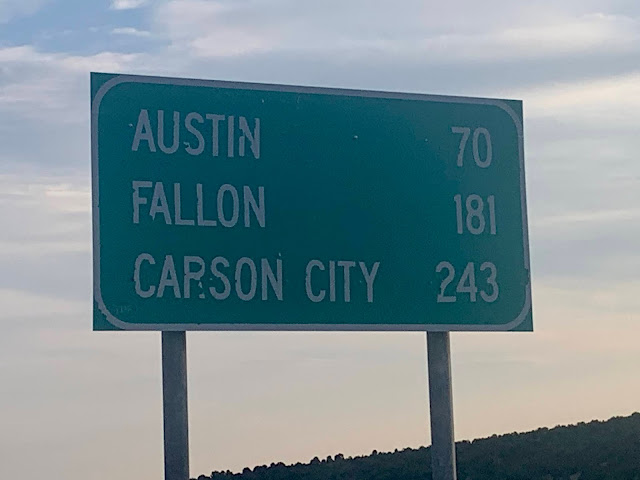 AUSTIN 70
FALLON 181
CARSON CITY 243